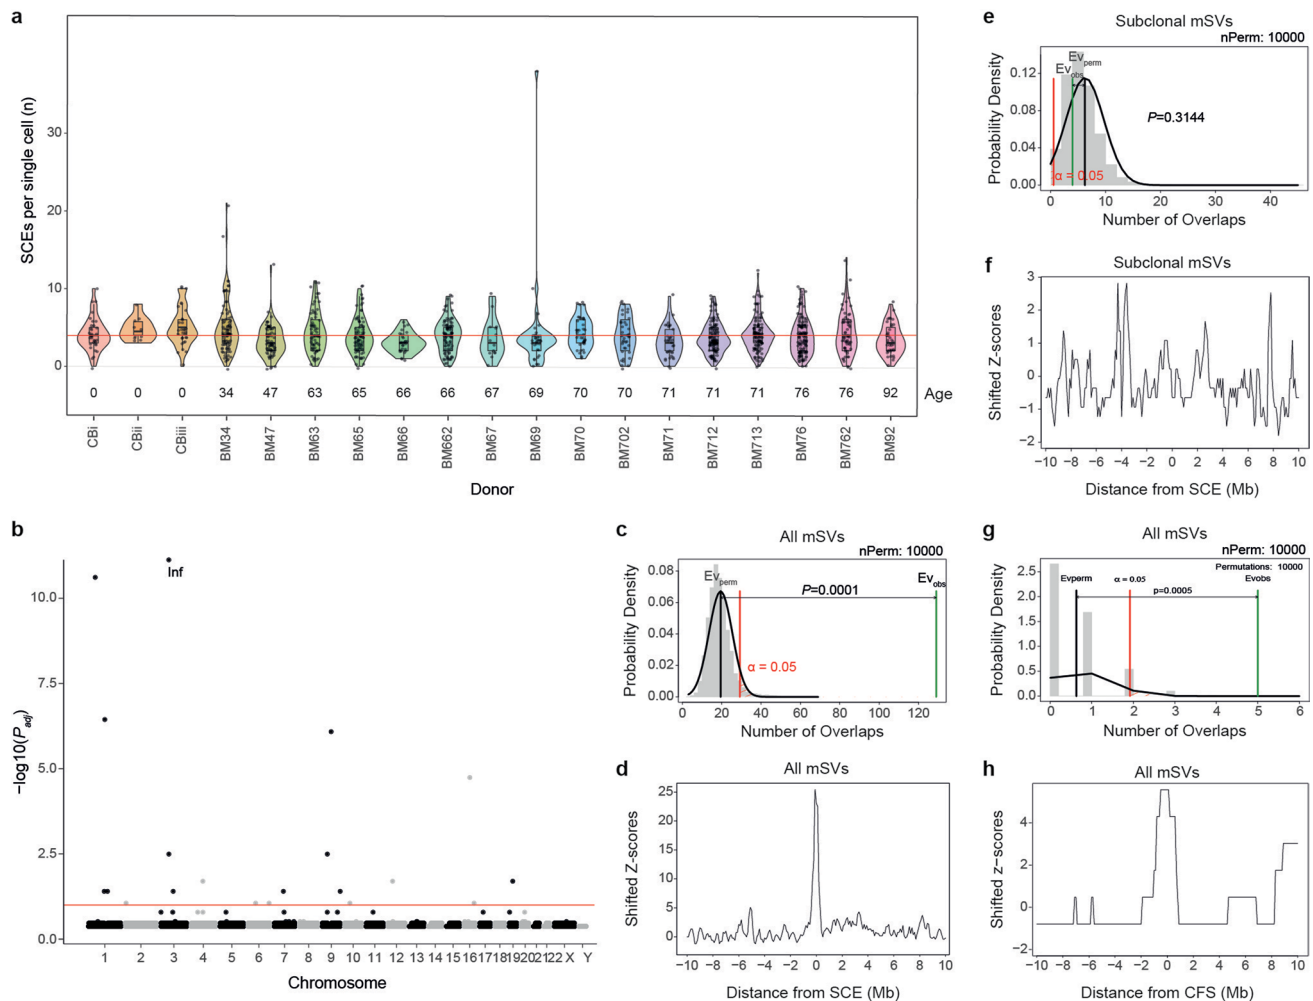 a
SCEs per single cell (n)
30
20
10
0
0 0 0 34 47 63 65 66 66 67 69 70 70 71 71 71 76 76 92 Age
CBi CBii CBiii BM34 BM47 BM63 BM65 BM66 BM662 BM67 BM69 BM70 BM702 BM71 BM712 BM713 BM76 BM762 BM92
Donor
b
−log10(Padj)
10.0
7.5
5.0
2.5
0.0
Inf
1 2 3 4 5 6 7 8 9 10 11 12 13 14 15 16 17 18 19 20 21 22 X Y
Chromosome
c
All mSVs
nPerm: 10000
Probability Density
0.08
0.06
0.04
0.02
0.00
Evperm
P=0.0001
Evobs
α = 0.05
0 20 40 60 80 100 120
Number of Overlaps
d
All mSVs
Shifted Z-scores
25
20
15
10
5
0
−10 −8 −6 −4 −2 0 2 4 6 8 10
Distance from SCE (Mb)
e
Subclonal mSVs
nPerm: 10000
Probability Density
0.12
0.08
0.04
0.00
Evperm
Evobs
P=0.3144
α = 0.05
0 10 20 30 40
Number of Overlaps
f
Subclonal mSVs
Shifted Z-scores
3
2
1
0
−1
−2
−10 −8 −6 −4 −2 0 2 4 6 8 10
Distance from SCE (Mb)
g
All mSVs
nPerm: 10000
Permutations: 10000
Probability Density
2.5
2.0
1.5
1.0
0.5
0.0
Evperm
α = 0.05
Evobs
p=0.0005
0 1 2 3 4 5 6
Number of Overlaps
h
All mSVs
Shifted z−scores
4
2
0
−2
−10 −8 −6 −4 −2 0 2 4 6 8 10
Distance from CFS (Mb)